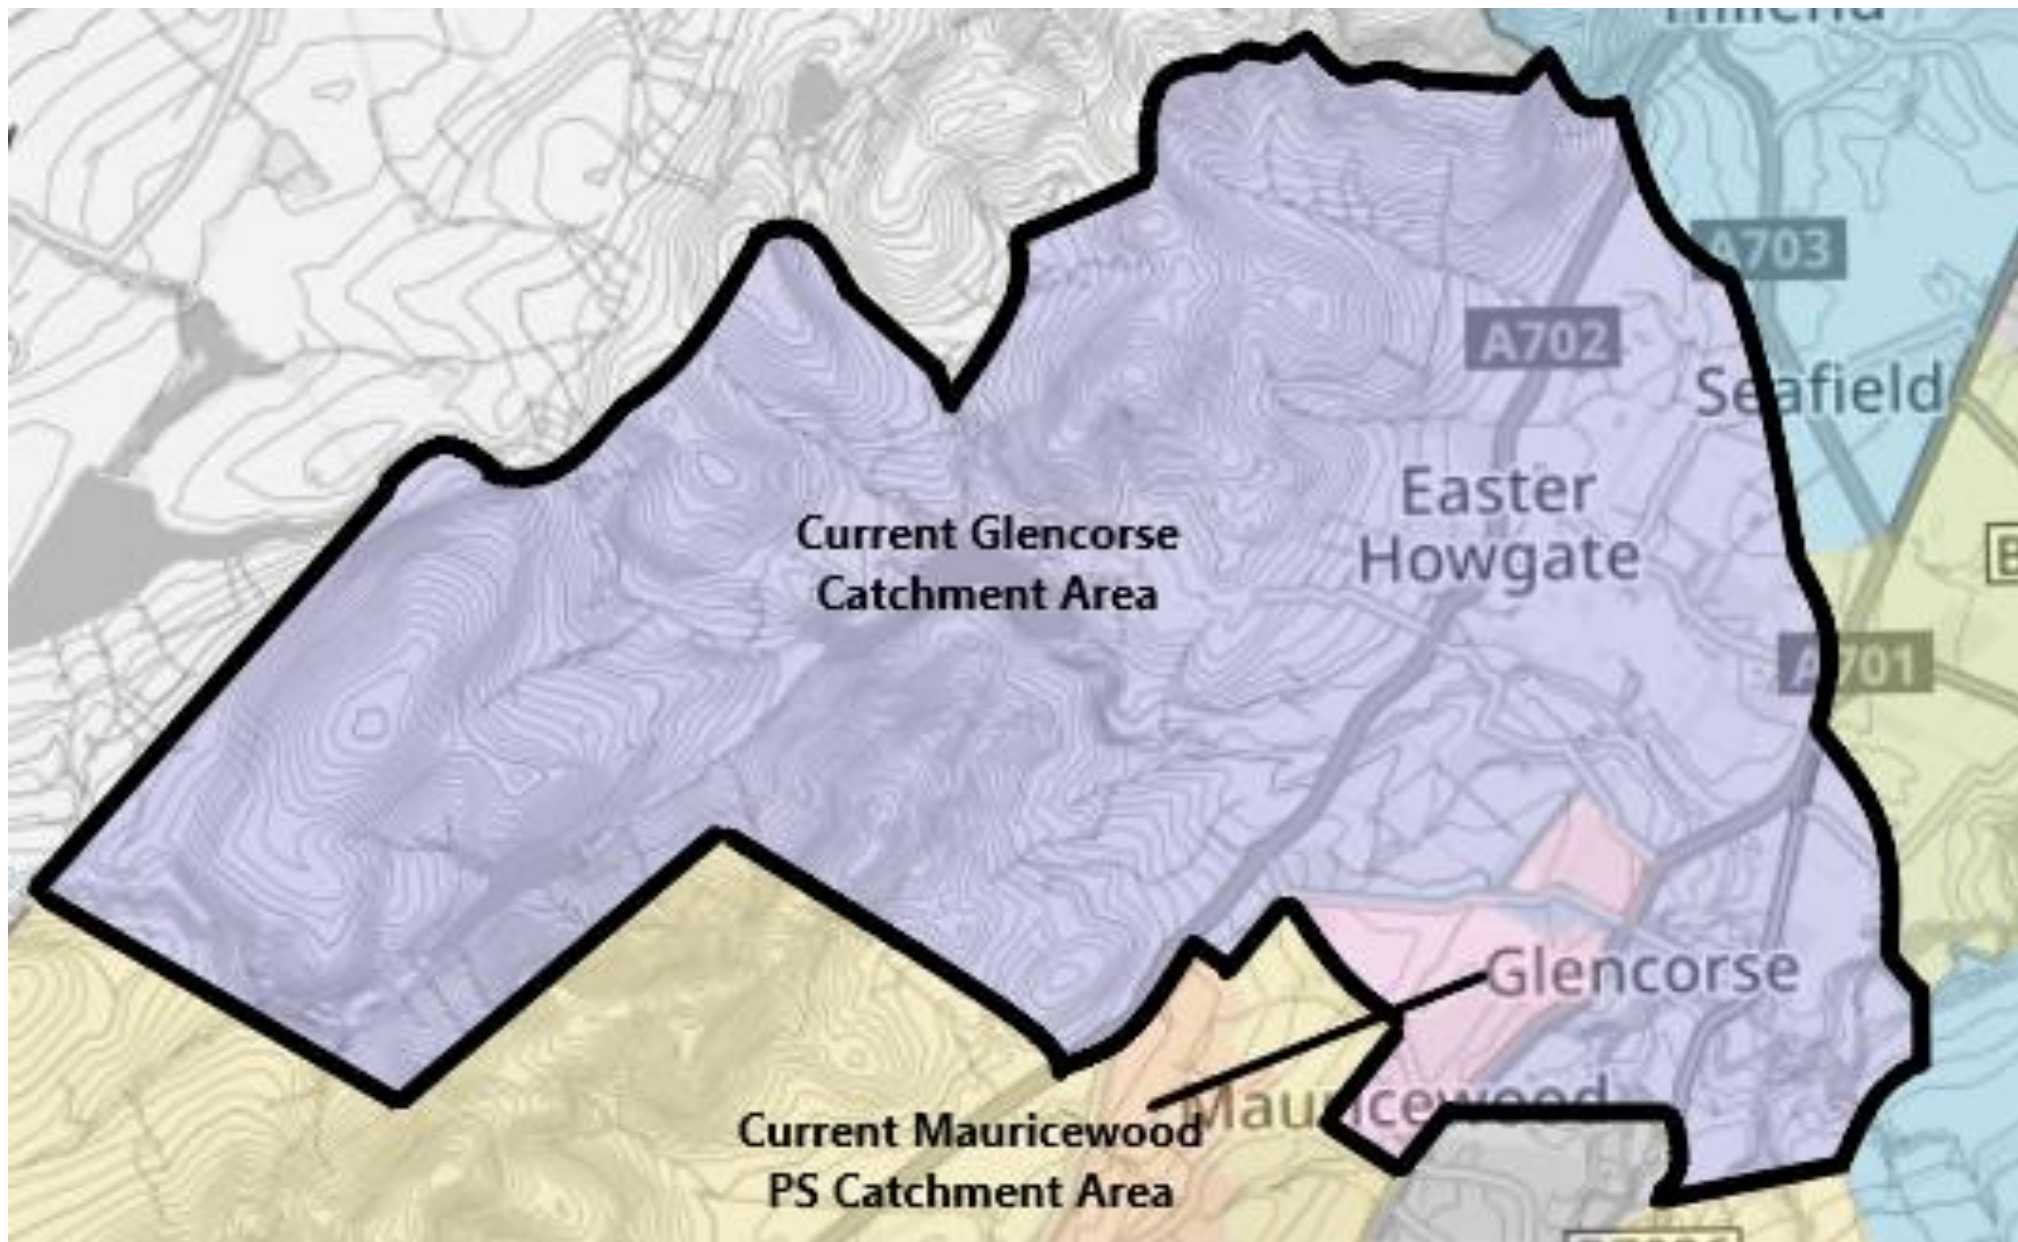 A703
A702
Seafield
Easter
Howgate
Current Glencorse
Catchment Area
A701
Glencorse
Mauricewood
Current Mauricewood
PS Catchment Area